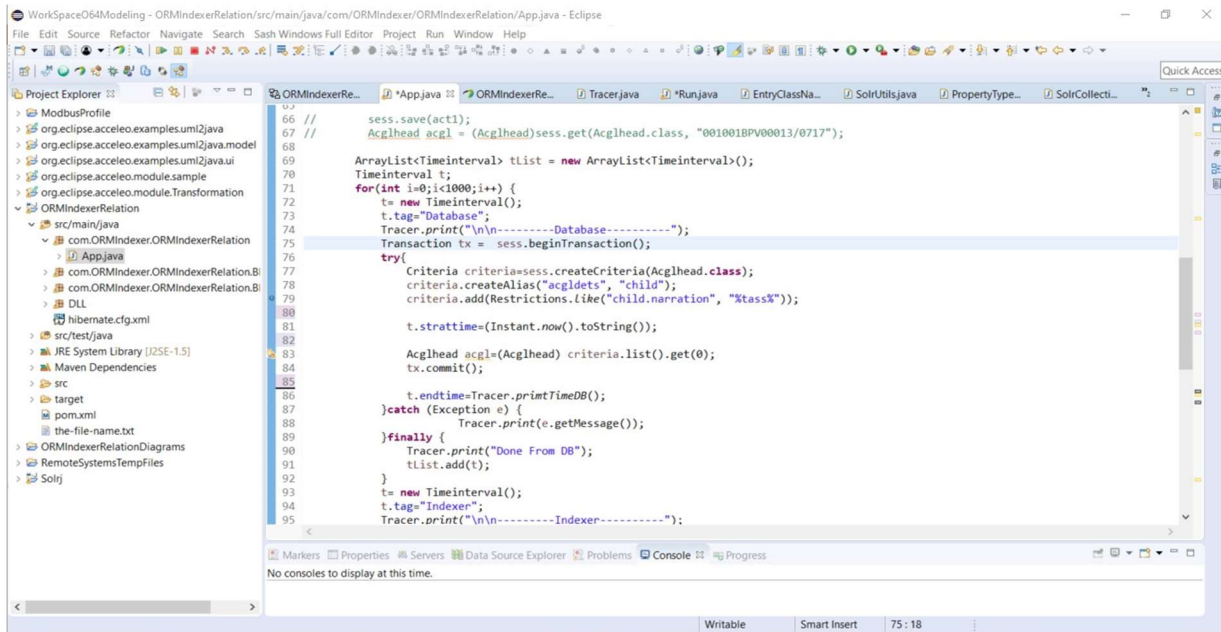 WorkSpaceO64Modeling - ORMIndexerRelation/src/main/java/com/ORMIndexer/ORMIndexerRelation/App.java - Eclipse
File Edit Source Refactor Navigate Search Sash Windows Full Editor Project Run Window Help
Quick Access
Project Explorer
ModbusProfile
org.eclipse.acceleo.examples.uml2java
org.eclipse.acceleo.examples.uml2java.model
org.eclipse.acceleo.examples.uml2java.ui
org.eclipse.acceleo.module.sample
org.eclipse.acceleo.module.Transformation
ORMIndexerRelation
src/main/java
com.ORMIndexer.ORMIndexerRelation
App.java
com.ORMIndexer.ORMIndexerRelation.Bl
com.ORMIndexer.ORMIndexerRelation.Bl
DLL
hibernate.cfg.xml
src/test/java
JRE System Library [J2SE-1.5]
Maven Dependencies
src
target
pom.xml
the-file-name.txt
ORMIndexerRelationDiagrams
RemoteSystemsTempFiles
Solrj
ORMIndexerRe... *App.java ORMIndexerRe... Tracer.java *Run.java EntryClassNa... SolrUtils.java PropertyType... SolrCollecti... "2
65
66 // sess.save(act1);
67 // Acglhead acgl = (Acglhead)sess.get(Acglhead.class, "001001BPV00013/0717");
68
69 ArrayList<Timeinterval> tList = new ArrayList<Timeinterval>();
70 Timeinterval t;
71 for(int i=0;i<1000;i++) {
72 t= new Timeinterval();
73 t.tag="Database";
74 Tracer.print("\n\n---------Database----------");
75 Transaction tx = sess.beginTransaction();
76 try{
77 Criteria criteria=sess.createCriteria(Acglhead.class);
78 criteria.createAlias("acgldets", "child");
79 criteria.add(Restrictions.like("child.narration", "%tass%"));
80
81 t.strattime=(Instant.now().toString());
82
83 Acglhead acgl=(Acglhead) criteria.list().get(0);
84 tx.commit();
85
86 t.endtime=Tracer.primtTimeDB();
87 }catch (Exception e) {
88 Tracer.print(e.getMessage());
89 }finally {
90 Tracer.print("Done From DB");
91 tList.add(t);
92 }
93 t= new Timeinterval();
94 t.tag="Indexer";
95 Tracer.print("\n\n---------Indexer----------");
Markers Properties Servers Data Source Explorer Problems Console Progress
No consoles to display at this time.
Writable Smart Insert 75 : 18